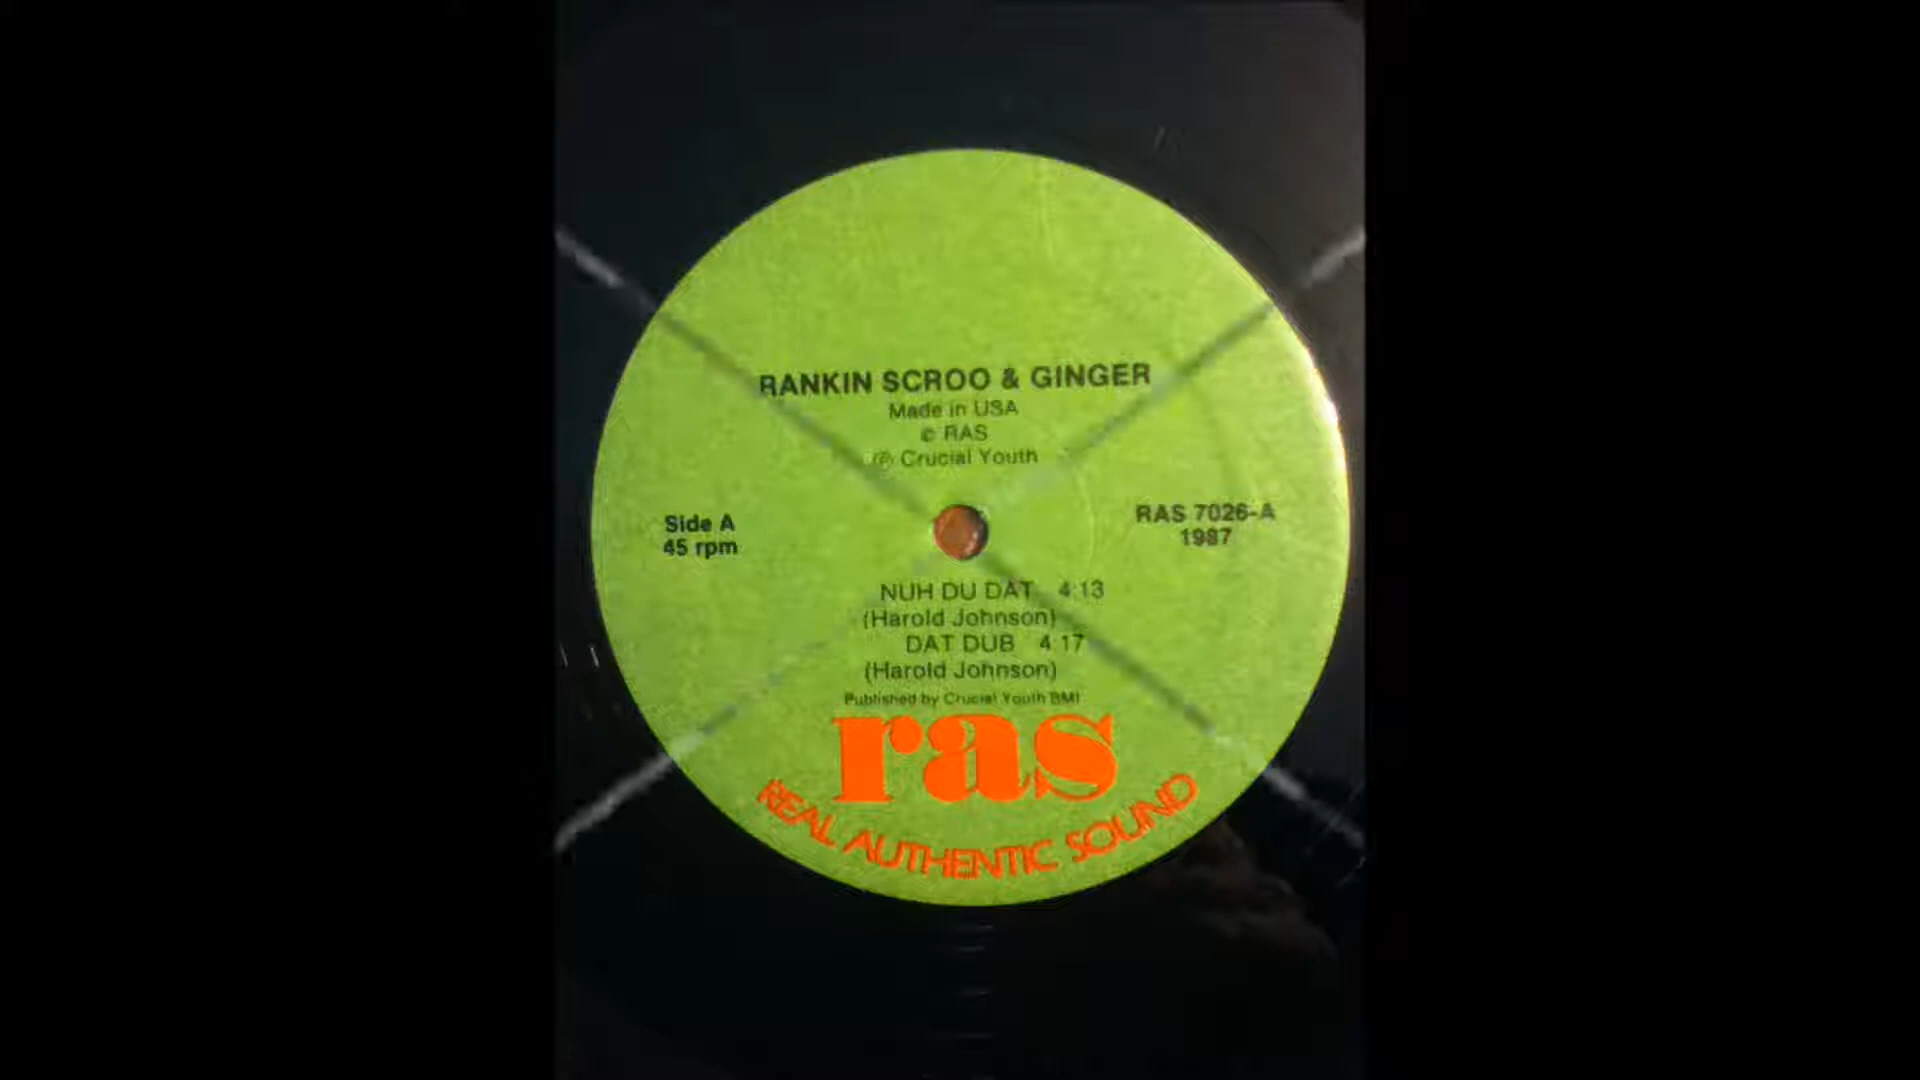 RANKIN SCROO & GINGER
Made in USA
© RAS
℗ Crucial Youth
Side A
45 rpm
RAS 7026-A
1987
NUH DU DAT 4:13
(Harold Johnson)
DAT DUB 4:17
(Harold Johnson)
Published by Crucial Youth BMI
ras
REAL AUTHENTIC SOUND